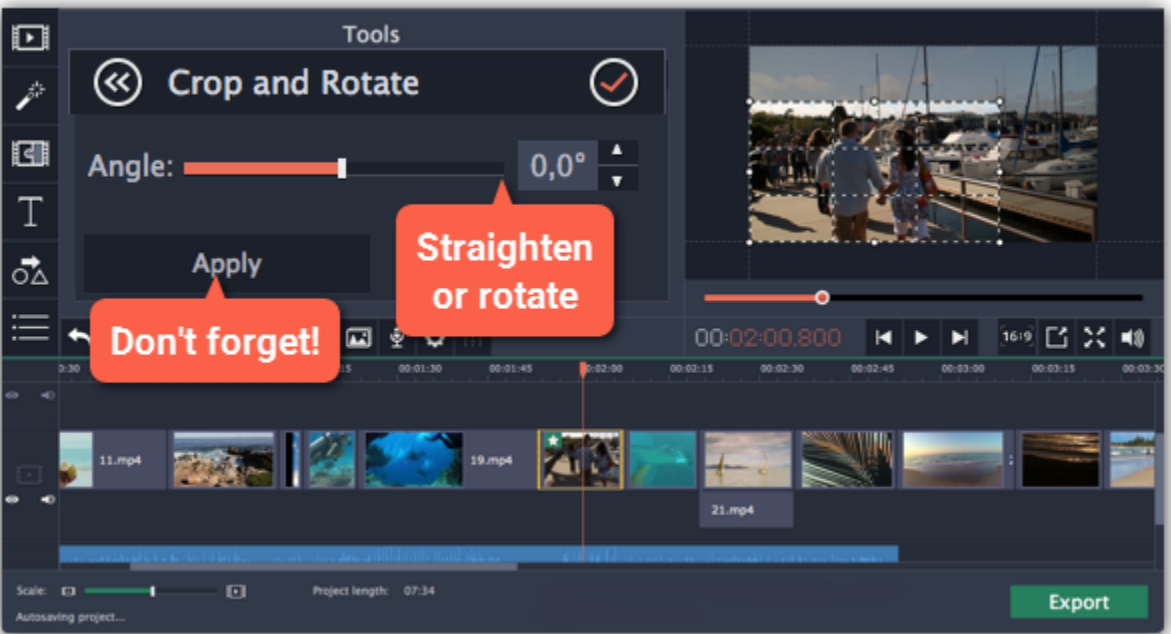 Tools
Crop and Rotate
Angle:
0,0°
Straighten
or rotate
Apply
Don't forget!
T
00:02:00.800
16:9
0:30
15
00:01:30
00:01:45
00:02:00
00:02:15
00:02:30
00:02:45
00:03:00
00:03:15
00:03:30
11.mp4
19.mp4
21.mp4
Scale:
Project length: 07:34
Export
Autosaving project...